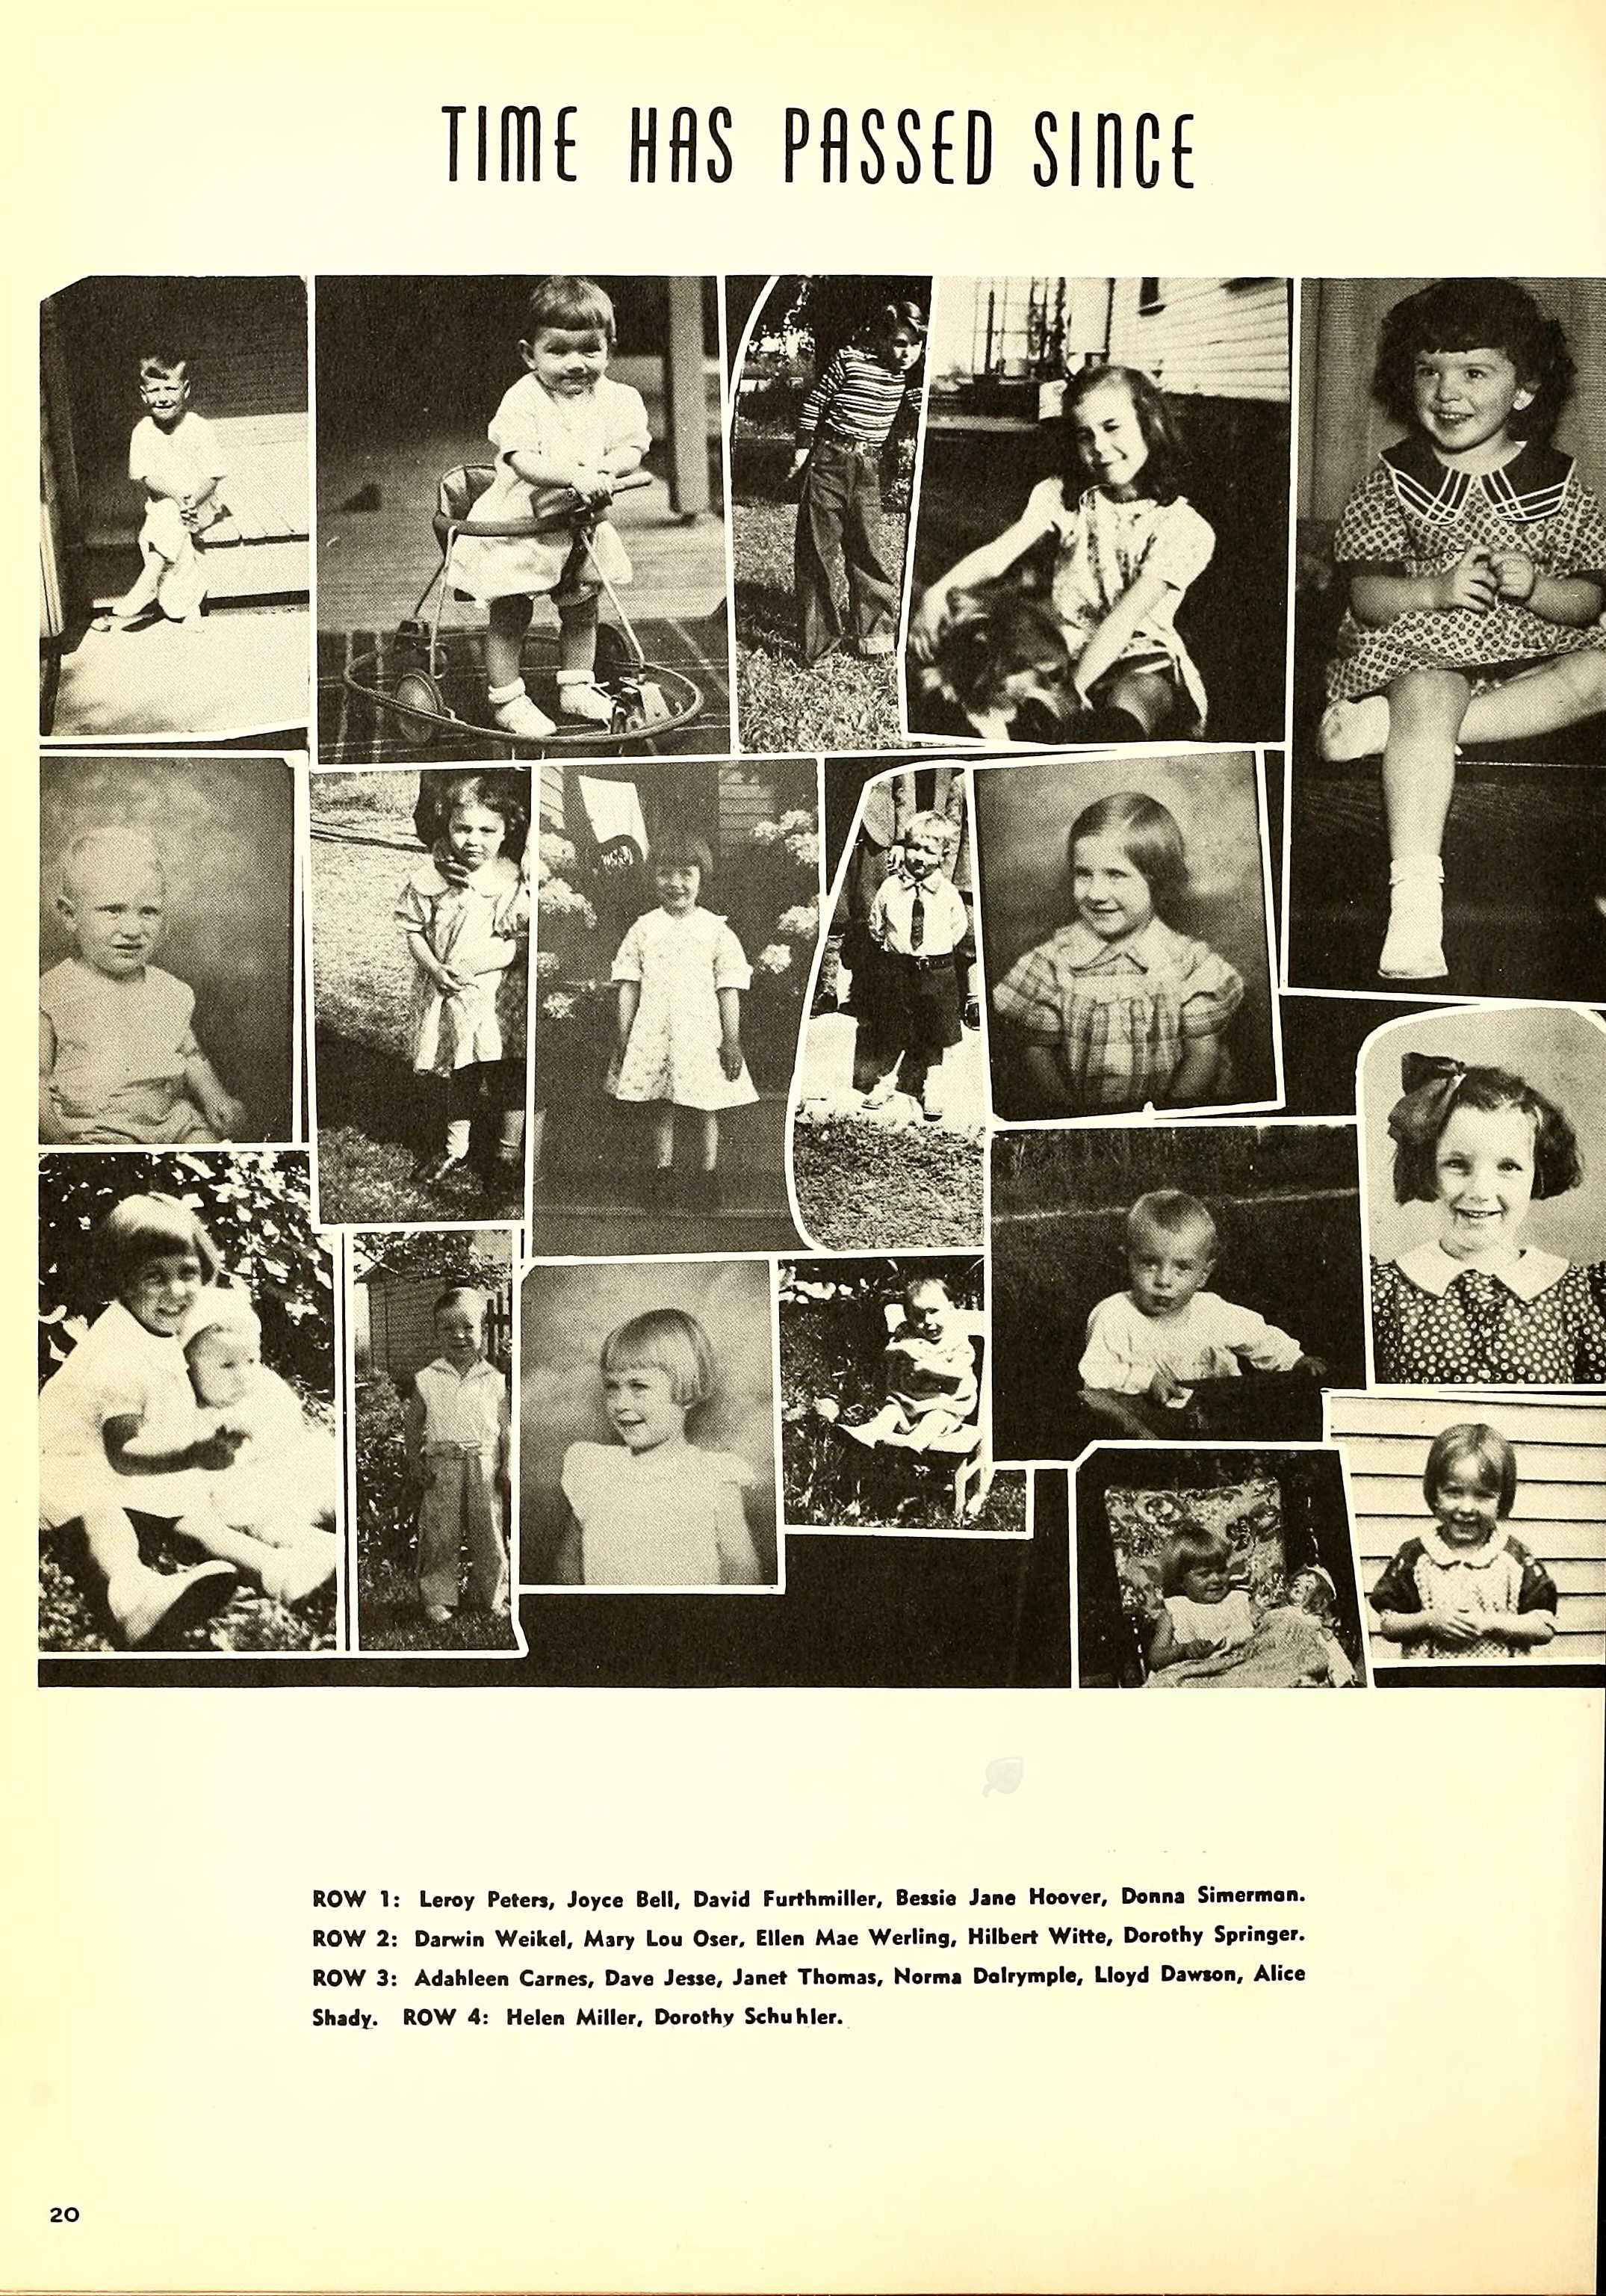 TIME HAS PASSED SINCE
ROW 1: Leroy Peters, Joyce Bell, David Furthmiller, Bessie Jane Hoover, Donna Simerman.
ROW 2: Darwin Weikel, Mary Lou Oser, Ellen Mae Werling, Hilbert Witte, Dorothy Springer.
ROW 3: Adahleen Carnes, Dave Jesse, Janet Thomas, Norma Dalrymple, Lloyd Dawson, Alice
Shady. ROW 4: Helen Miller, Dorothy Schuhler.
20